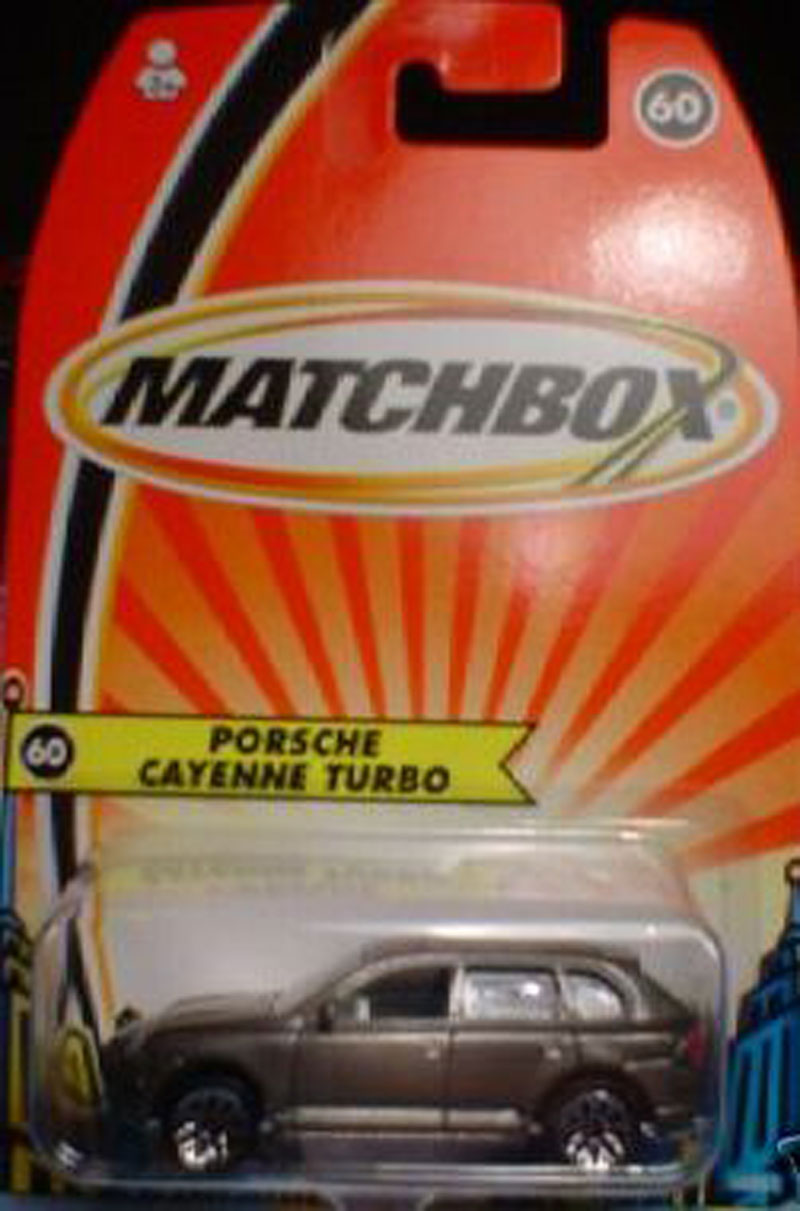 60
MATCHBOX
60
PORSCHE
CAYENNE TURBO